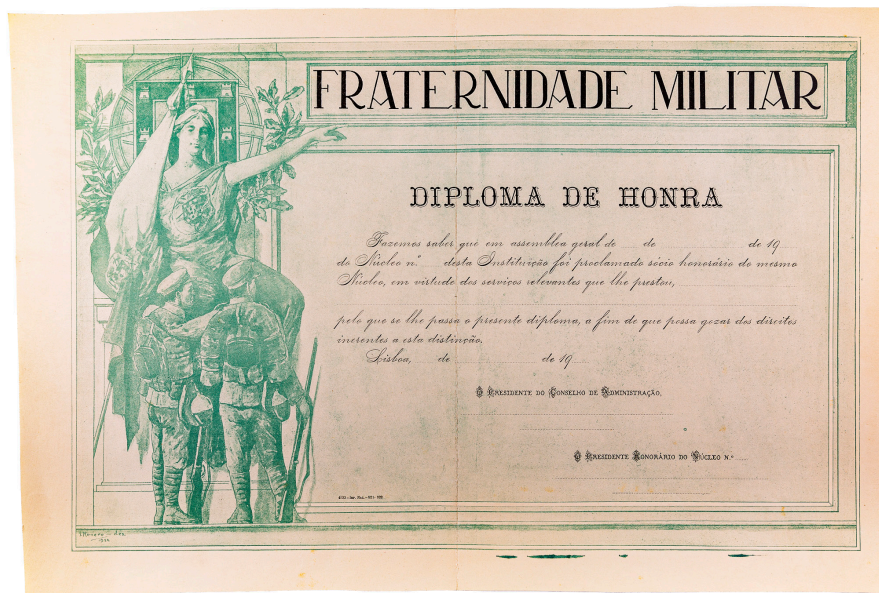 FRATERNIDADE MILITAR
DIPLOMA DE HONRA
Fazemos saber que em assembleia geral de de de 19
do Núcleo n.º desta Instituição foi proclamado sócio honorário do mesmo
Núcleo, em virtude dos serviços relevantes que lhe prestou,
pelo que se lhe passa o presente diploma, a fim de que possa gozar dos direitos
inerentes a esta distinção.
Lisboa, de de 19
O PRESIDENTE DO CONSELHO DE ADMINISTRAÇÃO,
O PRESIDENTE HONORÁRIO DO NÚCLEO N.º